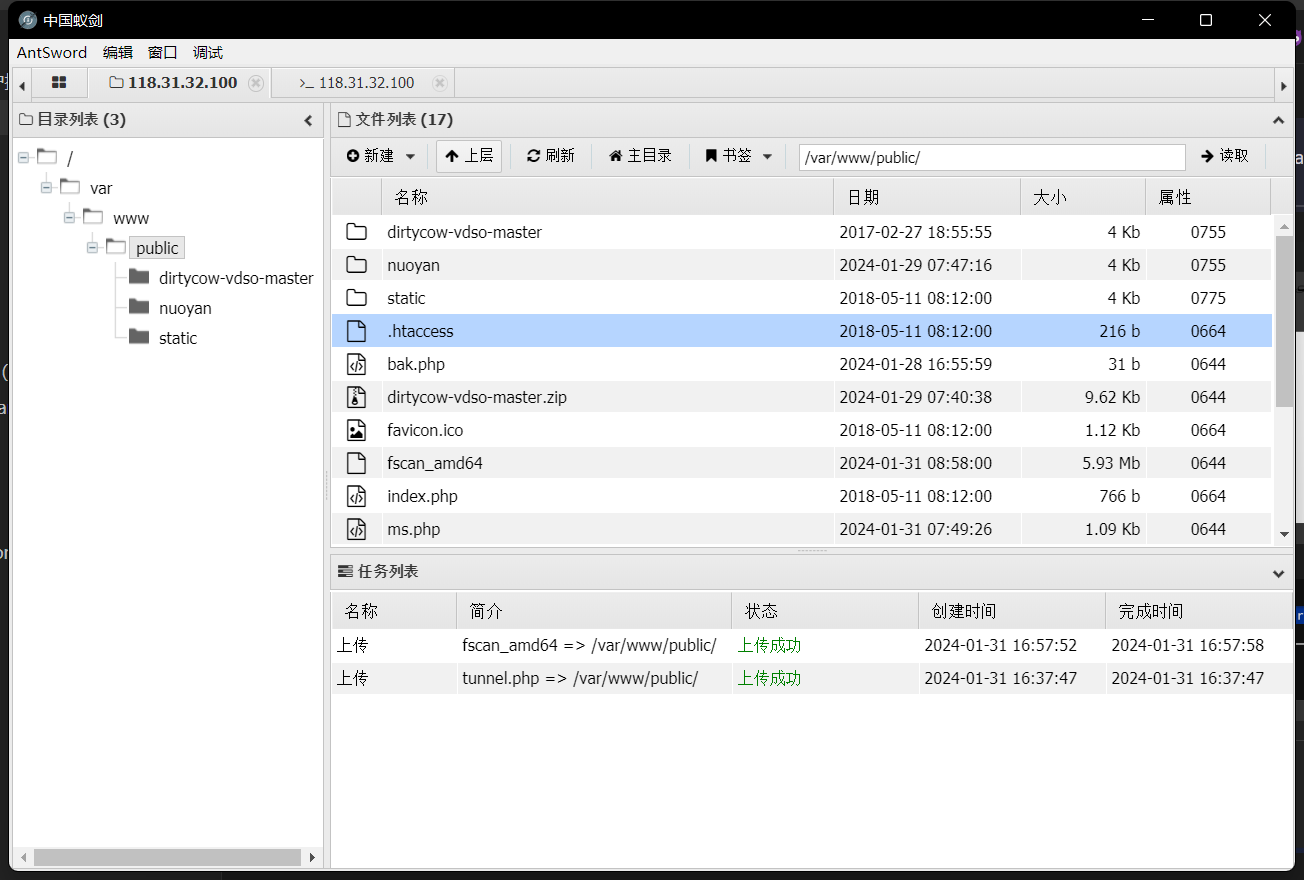 中国蚁剑
AntSword 编辑 窗口 调试
118.31.32.100 >_ 118.31.32.100
目录列表 (3)
/
var
www
public
dirtycow-vdso-master
nuoyan
static
文件列表 (17)
新建 上层 刷新 主目录 书签 /var/www/public/ 读取
名称 日期 大小 属性
dirtycow-vdso-master 2017-02-27 18:55:55 4 Kb 0755
nuoyan 2024-01-29 07:47:16 4 Kb 0755
static 2018-05-11 08:12:00 4 Kb 0775
.htaccess 2018-05-11 08:12:00 216 b 0664
bak.php 2024-01-28 16:55:59 31 b 0644
dirtycow-vdso-master.zip 2024-01-29 07:40:38 9.62 Kb 0644
favicon.ico 2018-05-11 08:12:00 1.12 Kb 0664
fscan_amd64 2024-01-31 08:58:00 5.93 Mb 0644
index.php 2018-05-11 08:12:00 766 b 0664
ms.php 2024-01-31 07:49:26 1.09 Kb 0644
任务列表
名称 简介 状态 创建时间 完成时间
上传 fscan_amd64 => /var/www/public/ 上传成功 2024-01-31 16:57:52 2024-01-31 16:57:58
上传 tunnel.php => /var/www/public/ 上传成功 2024-01-31 16:37:47 2024-01-31 16:37:47